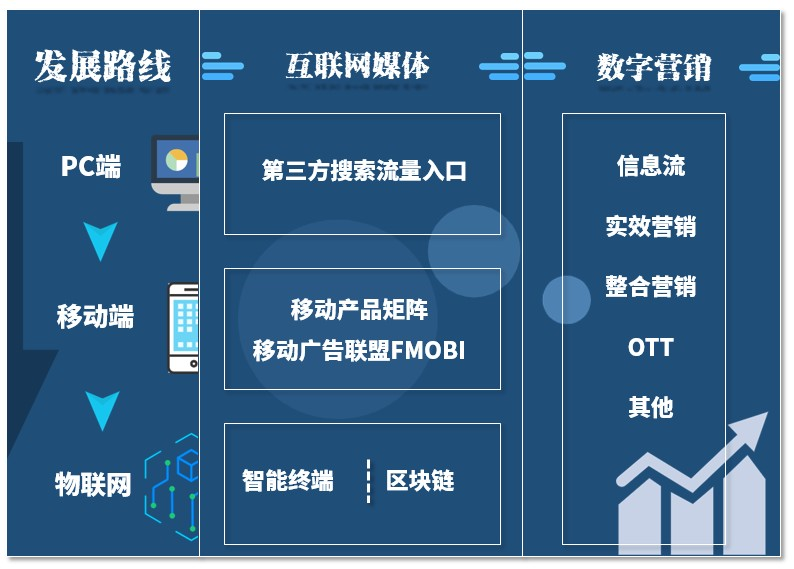 发展路线
PC端
移动端
物联网
互联网媒体
第三方搜索流量入口
移动产品矩阵
移动广告联盟FMOBI
智能终端
区块链
数字营销
信息流
实效营销
整合营销
OTT
其他